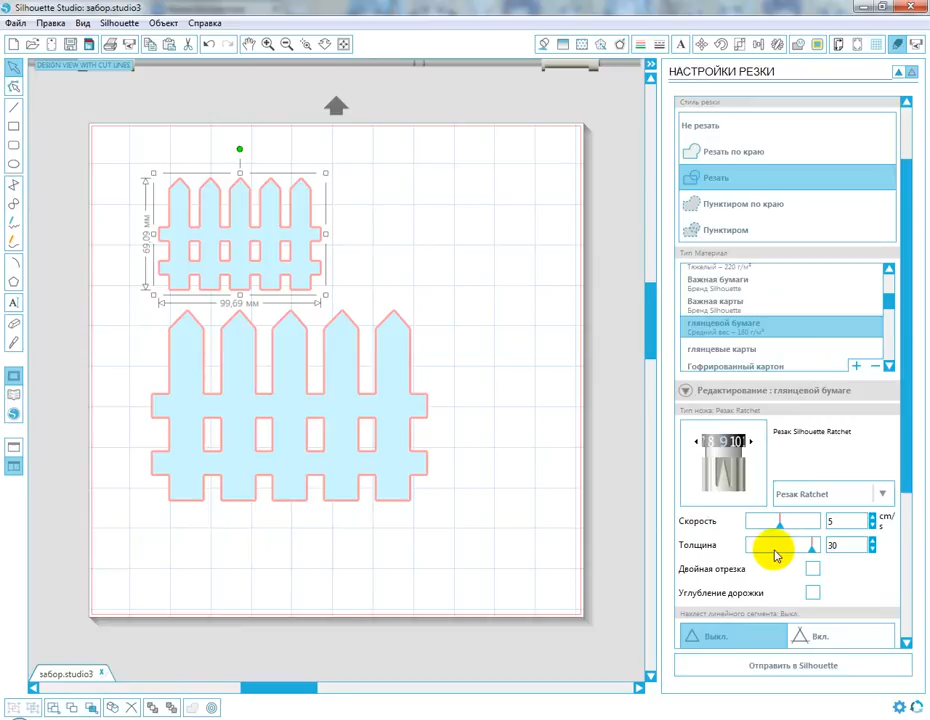 Silhouette Studio: забор.studio3
Файл Правка Вид Silhouette Объект Справка
DESIGN VIEW WITH CUT LINES
69,09 мм
99,69 мм
забор.studio3 x
НАСТРОЙКИ РЕЗКИ
Стиль резки
Не резать
Резать по краю
Резать
Пунктиром по краю
Пунктиром
Тип Материал
Тяжелый – 220 г/м²
Важная бумаги
Бренд Silhouette
Важная карты
Бренд Silhouette
глянцевой бумаге
Средний вес – 180 г/м²
глянцевые карты
Гофрированный картон
Редактирование : глянцевой бумаге
Тип ножа: Резак Ratchet
8 9 10
Резак Silhouette Ratchet
Резак Ratchet
Скорость 5 cm/s
Толщина 30
Двойная отрезка
Углубление дорожки
Нахлест линейного сегмента: Выкл.
Выкл. Вкл.
Отправить в Silhouette